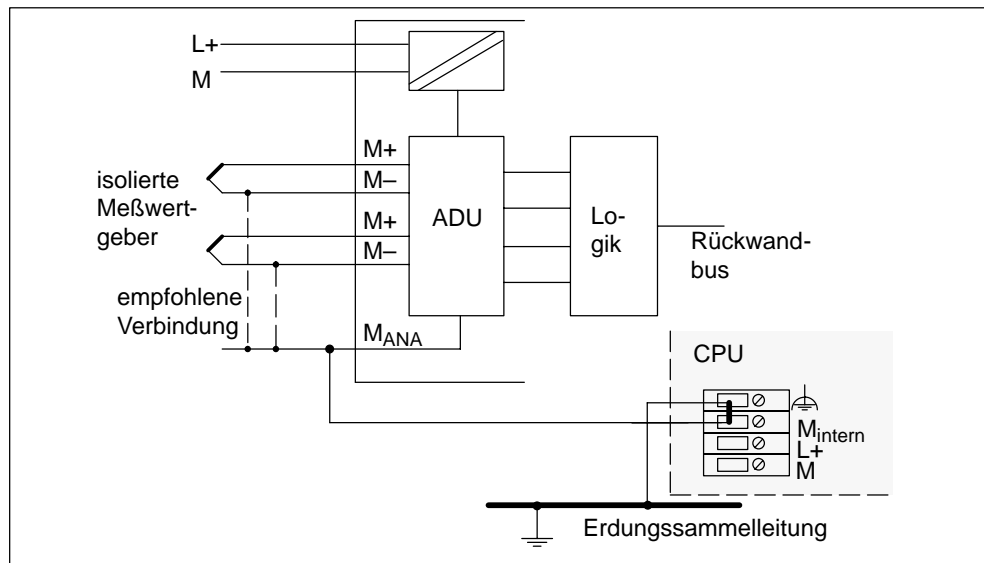 L+
M
M+
M–
isolierte
Meßwert-
geber
M+
M–
ADU
Lo-
gik
Rückwand-
bus
empfohlene
Verbindung
MANA
CPU
Mintern
L+
M
Erdungssammelleitung